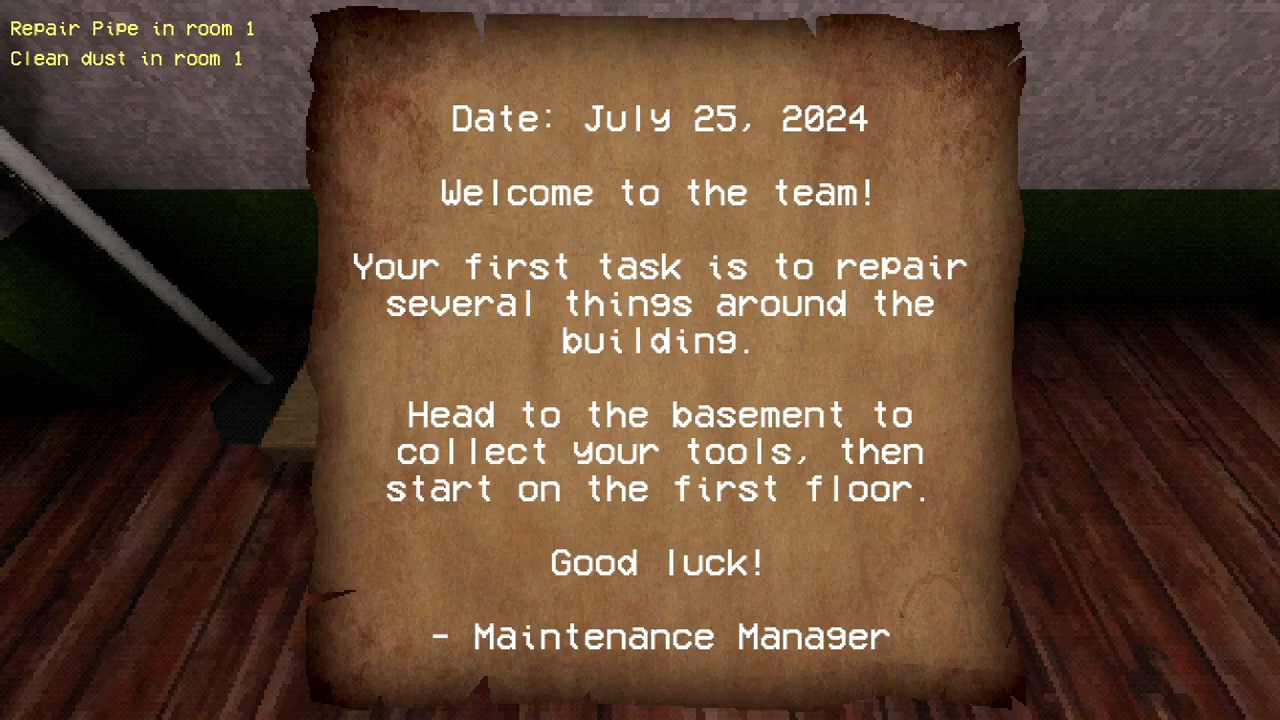 Repair Pipe in room 1
Clean dust in room 1
Date: July 25, 2024
Welcome to the team!
Your first task is to repair
several things around the
building.
Head to the basement to
collect your tools, then
start on the first floor.
Good luck!
- Maintenance Manager